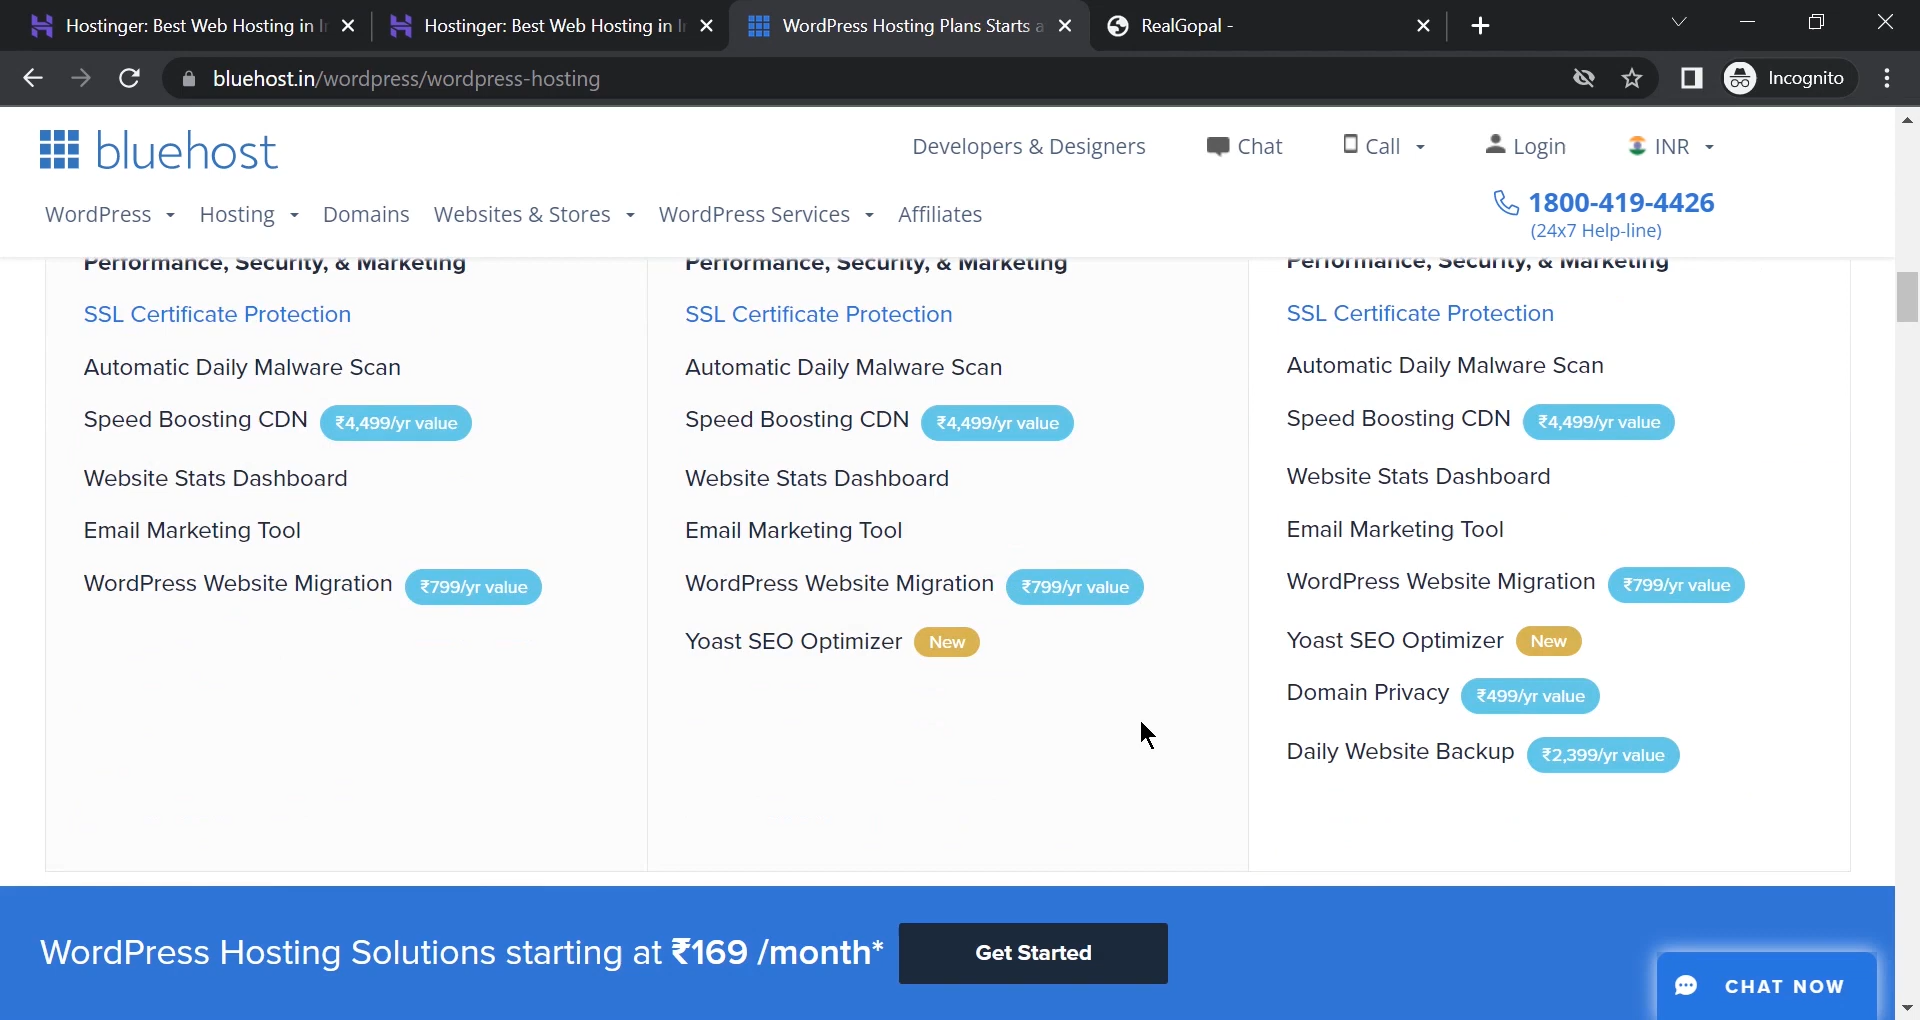 Hostinger: Best Web Hosting in I
Hostinger: Best Web Hosting in I
WordPress Hosting Plans Starts a
RealGopal -
bluehost.in/wordpress/wordpress-hosting
Incognito
bluehost
Developers & Designers
Chat
Call
Login
INR
WordPress
Hosting
Domains
Websites & Stores
WordPress Services
Affiliates
1800-419-4426
(24x7 Help-line)
Performance, Security, & Marketing
SSL Certificate Protection
Automatic Daily Malware Scan
Speed Boosting CDN ₹4,499/yr value
Website Stats Dashboard
Email Marketing Tool
WordPress Website Migration ₹799/yr value
Performance, Security, & Marketing
SSL Certificate Protection
Automatic Daily Malware Scan
Speed Boosting CDN ₹4,499/yr value
Website Stats Dashboard
Email Marketing Tool
WordPress Website Migration ₹799/yr value
Yoast SEO Optimizer New
Performance, Security, & Marketing
SSL Certificate Protection
Automatic Daily Malware Scan
Speed Boosting CDN ₹4,499/yr value
Website Stats Dashboard
Email Marketing Tool
WordPress Website Migration ₹799/yr value
Yoast SEO Optimizer New
Domain Privacy ₹499/yr value
Daily Website Backup ₹2,399/yr value
WordPress Hosting Solutions starting at ₹169 /month*
Get Started
CHAT NOW